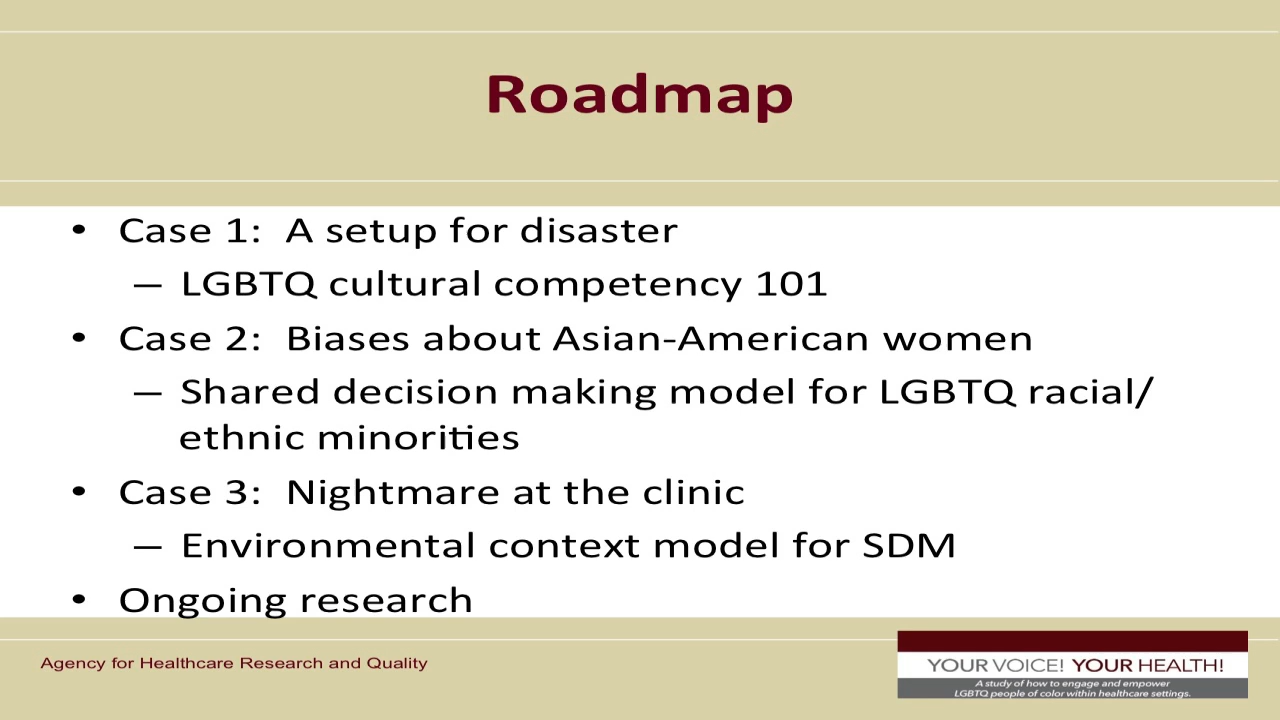 Roadmap
• Case 1:  A setup for disaster
– LGBTQ cultural competency 101
• Case 2:  Biases about Asian-American women
– Shared decision making model for LGBTQ racial/
ethnic minorities
• Case 3:  Nightmare at the clinic
– Environmental context model for SDM
• Ongoing research
Agency for Healthcare Research and Quality
YOUR VOICE! YOUR HEALTH!
A study of how to engage and empower
LGBTQ people of color within healthcare settings.